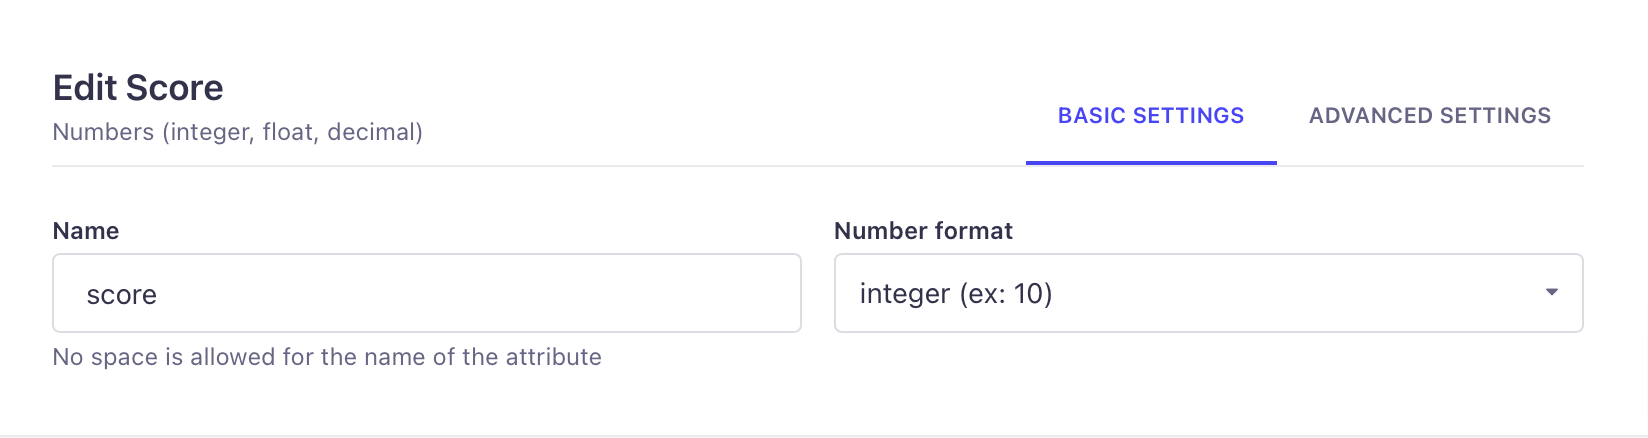 Edit Score
Numbers (integer, float, decimal)
BASIC SETTINGS
ADVANCED SETTINGS
Name
score
No space is allowed for the name of the attribute
Number format
integer (ex: 10)